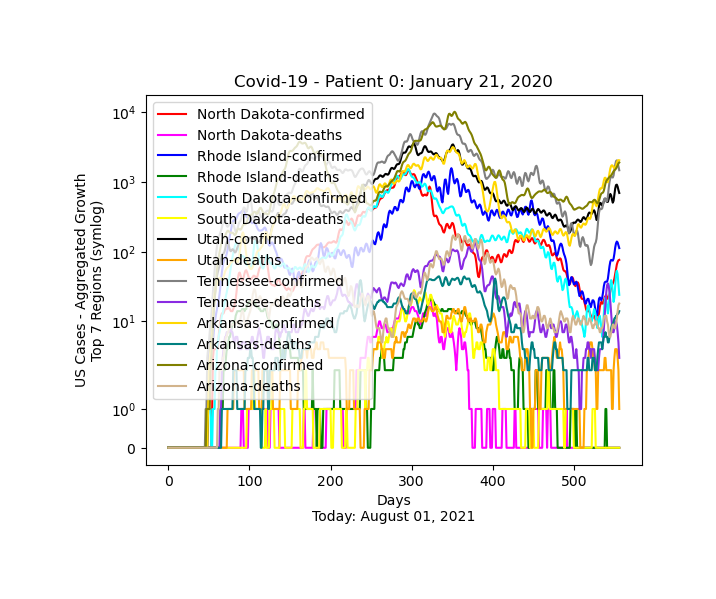 Covid-19 - Patient 0: January 21, 2020
US Cases - Aggregated Growth
Top 7 Regions (symlog)
10^4
10^3
10^2
10^1
10^0
0
North Dakota-confirmed
North Dakota-deaths
Rhode Island-confirmed
Rhode Island-deaths
South Dakota-confirmed
South Dakota-deaths
Utah-confirmed
Utah-deaths
Tennessee-confirmed
Tennessee-deaths
Arkansas-confirmed
Arkansas-deaths
Arizona-confirmed
Arizona-deaths
0 100 200 300 400 500
Days
Today: August 01, 2021